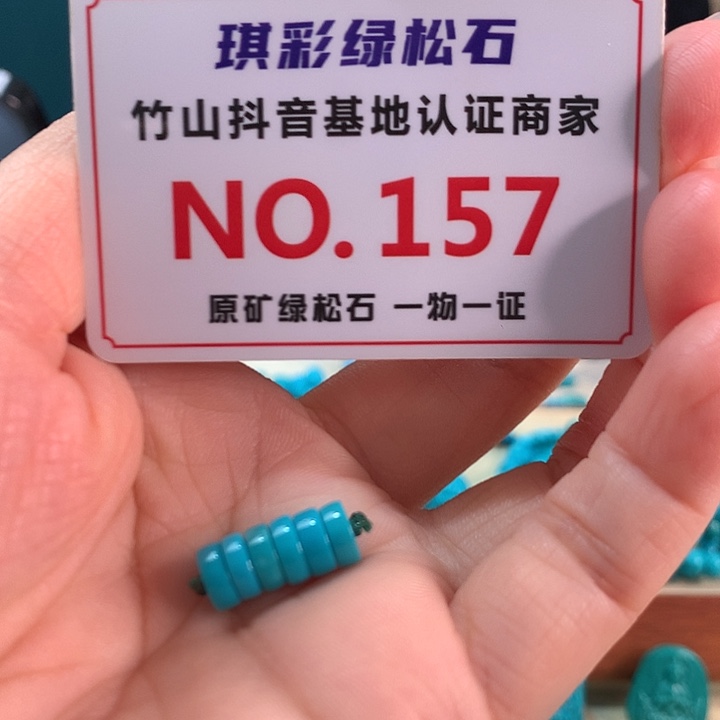 琪彩绿松石
竹山抖音基地认证商家
NO.157
原矿绿松石 一物一证